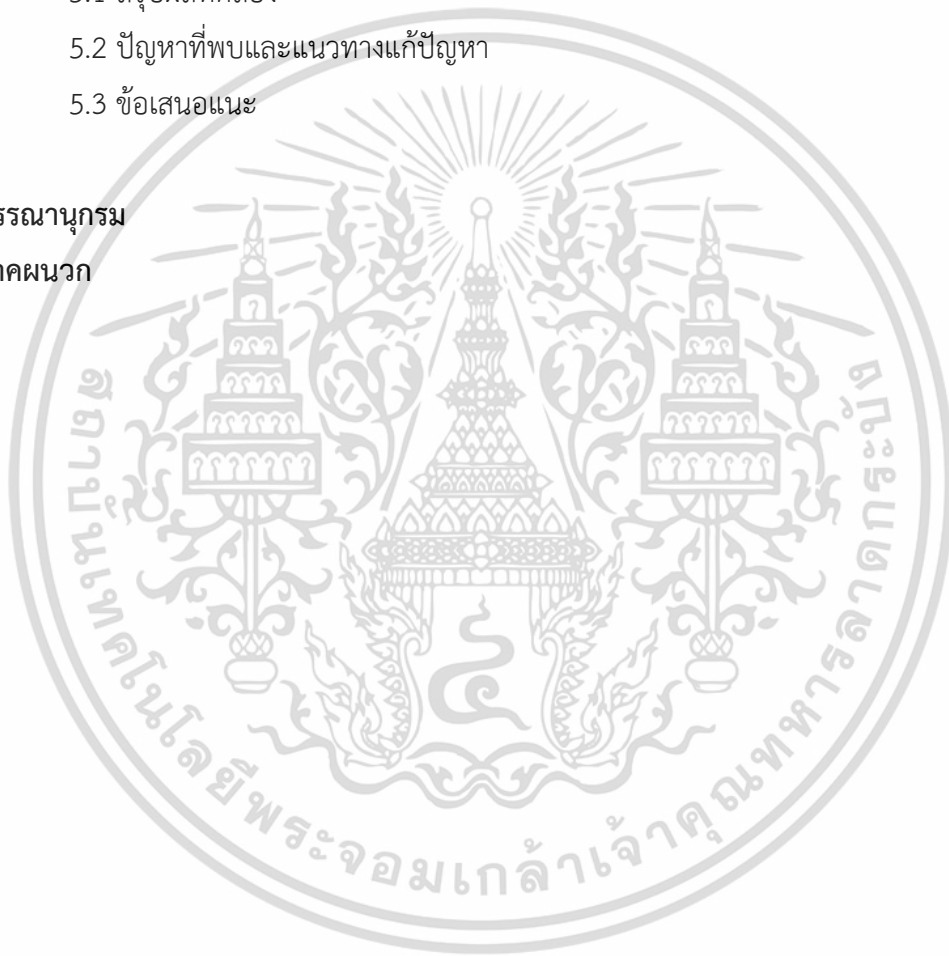 5.2 ปัญหาที่พบและแนวทางแก้ปัญหา
5.3 ข้อเสนอแนะ
รรณานุกรม
าคผนวก
สถาบันเทคโนโลยีพระจอมเกล้าเจ้าคุณทหารลาดกระบัง
๔